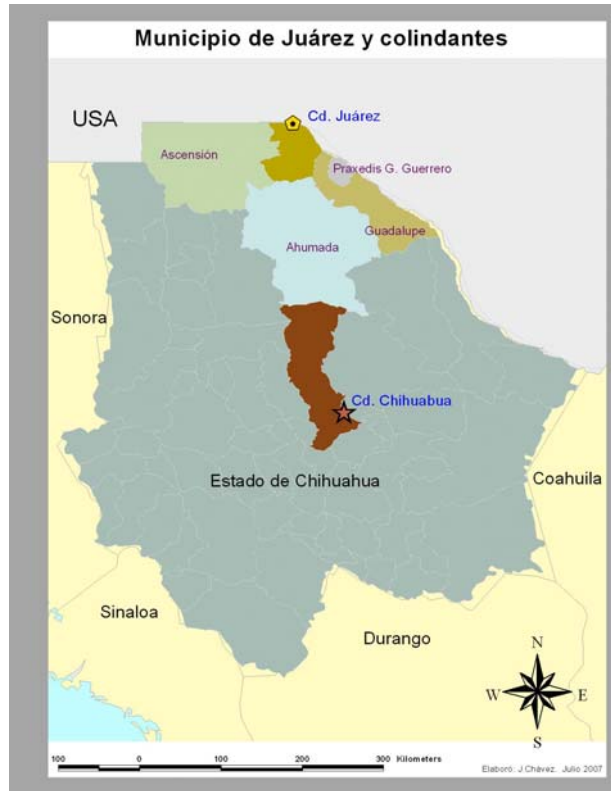 Municipio de Juárez y colindantes
USA
Cd. Juárez
Ascensión
Praxedis G. Guerrero
Guadalupe
Ahumada
Sonora
Cd. Chihuabua
Estado de Chihuahua
Coahuila
Sinaloa
Durango
N
W E
S
100 0 100 200 300 Kilometers
Elaboró: J.Chávez. Julio 2007